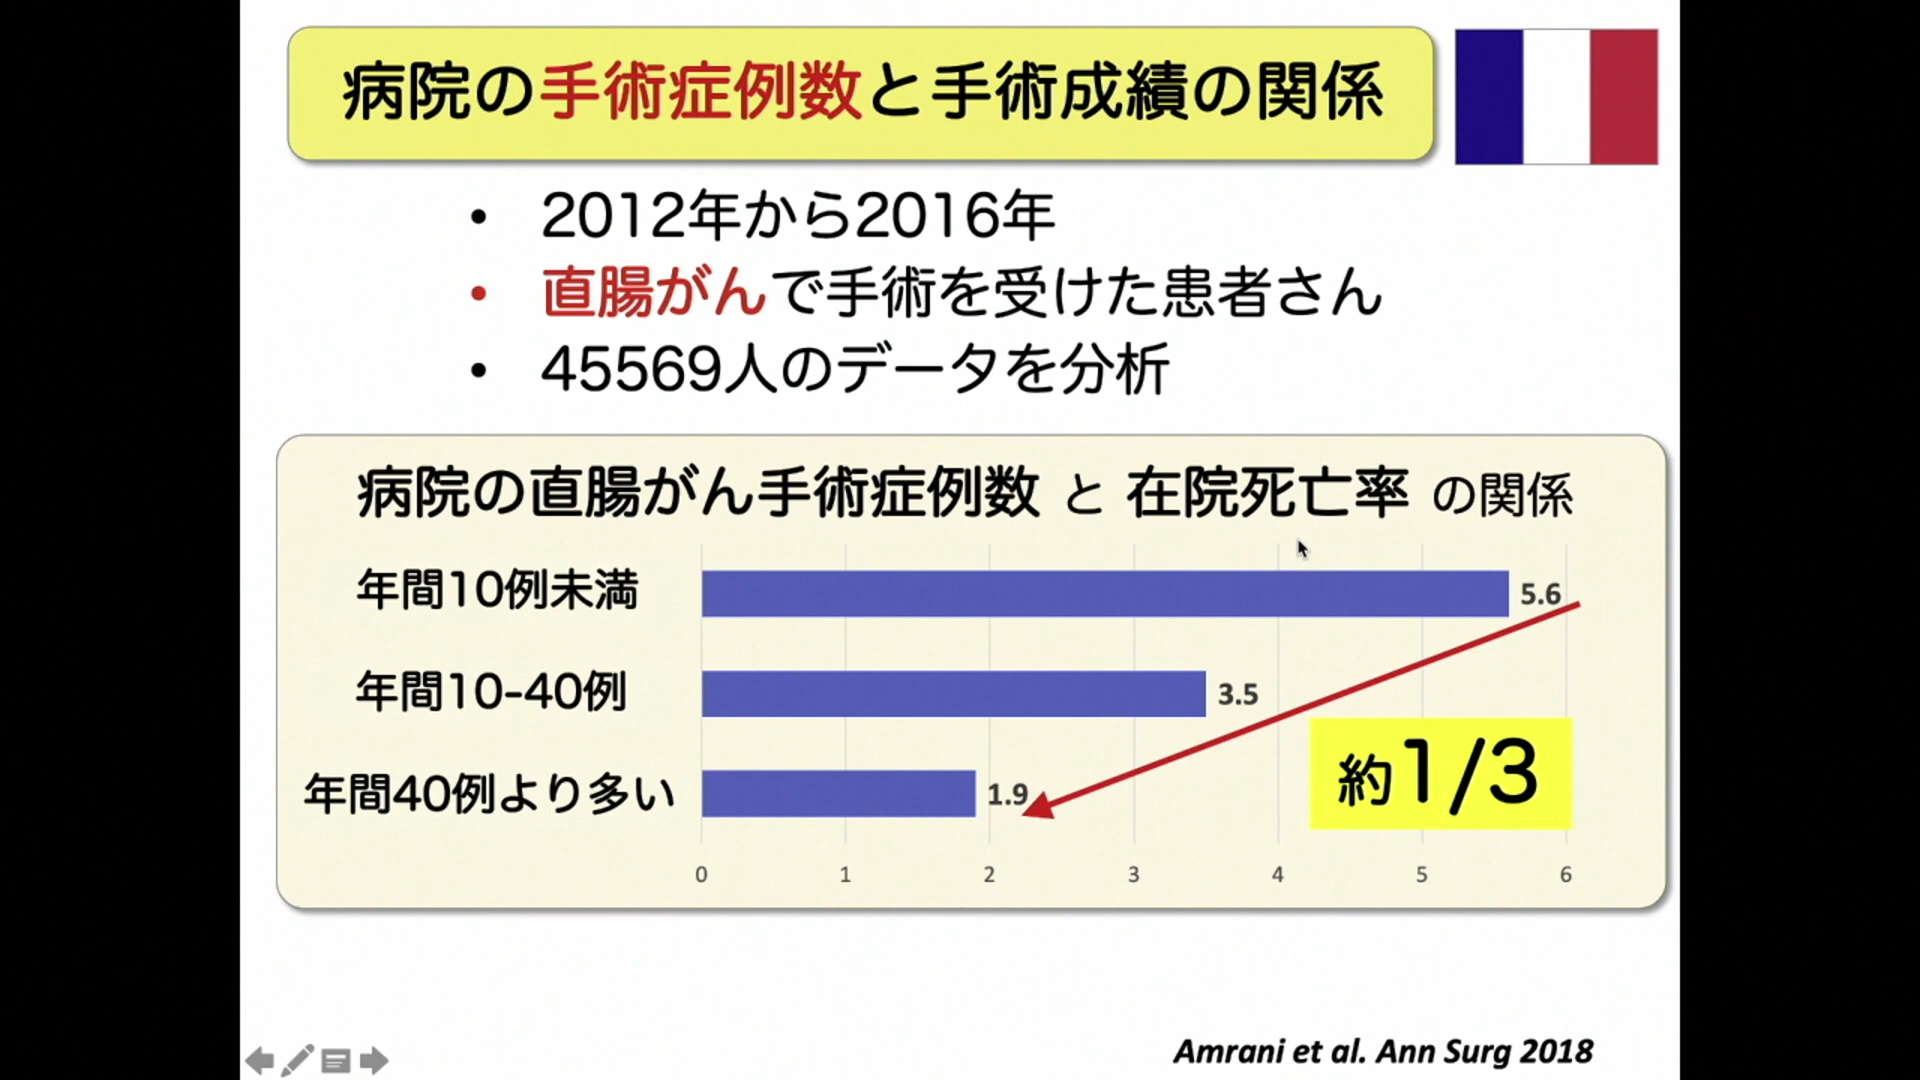 病院の手術症例数と手術成績の関係
• 2012年から2016年
• 直腸がんで手術を受けた患者さん
• 45569人のデータを分析
病院の直腸がん手術症例数 と 在院死亡率 の関係
年間10例未満 5.6
年間10-40例 3.5
年間40例より多い 1.9
約1/3
0 1 2 3 4 5 6
Amrani et al. Ann Surg 2018